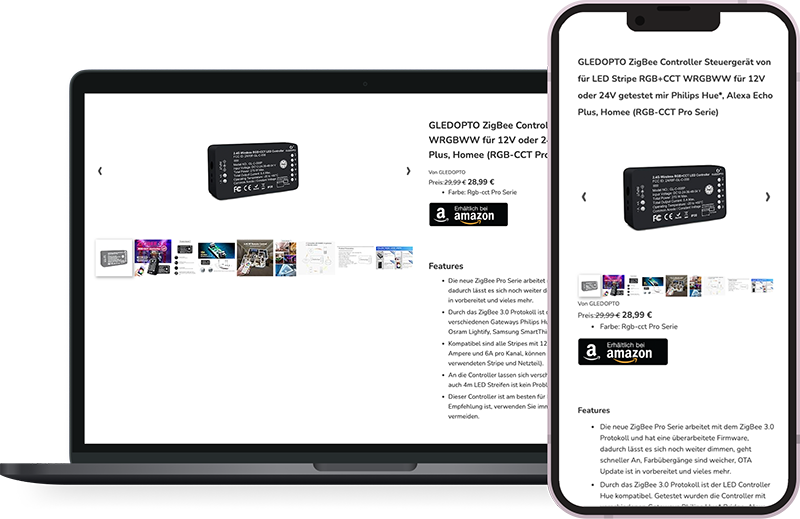 GLEDOPTO ZigBee Control
WRGBWW für 12V oder 2
Plus, Homee (RGB-CCT Pro
Von GLEDOPTO
Preis:29,99 € 28,99 €
Farbe: Rgb-cct Pro Serie
Erhältlich bei
amazon
Features
Die neue ZigBee Pro Serie arbeitet
dadurch lässt es sich noch weiter d
in vorbereitet und vieles mehr.
Durch das ZigBee 3.0 Protokoll ist
verschiedenen Gateways Philips Hu
Osram Lightify, Samsung SmartThi
Kompatibel sind alle Stripes mit 12
Ampere und 6A pro Kanal, können
verwendeten Stripe und Netzteil).
An die Controller lassen sich versch
auch 4m LED Streifen ist kein Probl
Dieser Controller ist am besten für
Empfehlung ist, verwenden Sie imm
vermeiden.
GLEDOPTO ZigBee Controller Steuergerät von
für LED Stripe RGB+CCT WRGBWW für 12V
oder 24V getestet mir Philips Hue*, Alexa Echo
Plus, Homee (RGB-CCT Pro Serie)
Von GLEDOPTO
Preis:29,99 € 28,99 €
Farbe: Rgb-cct Pro Serie
Erhältlich bei
amazon
Features
Die neue ZigBee Pro Serie arbeitet mit dem ZigBee 3.0
Protokoll und hat eine überarbeitete Firmware,
dadurch lässt es sich noch weiter dimmen, geht
schneller An, Farbübergänge sind weicher, OTA
Update ist in vorbereitet und vieles mehr.
Durch das ZigBee 3.0 Protokoll ist der LED Controller
Hue kompatibel. Getestet wurden die Controller mit